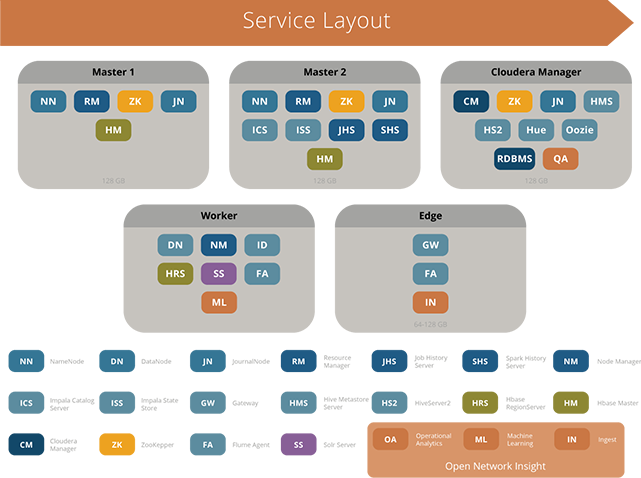 Service Layout
Master 1
NN RM ZK JN
HM
128 GB
Master 2
NN RM ZK JN
ICS ISS JHS SHS
HM
128 GB
Cloudera Manager
CM ZK JN HMS
HS2 Hue Oozie
RDBMS QA
128 GB
Worker
DN NM ID
HRS SS FA
ML
Edge
GW
FA
IN
64-128 GB
NN NameNode
DN DataNode
JN JournalNode
RM Resource
Manager
JHS Job History
Server
SHS Spark History
Server
NM Node Manager
ICS Impala Catalog
Server
ISS Impala State
Store
GW Gateway
HMS Hive Metastore
Server
HS2 HiveServer2
HRS Hbase
RegionServer
HM Hbase Master
CM Cloudera
Manager
ZK ZooKepper
FA Flume Agent
SS Solr Server
OA Operational
Analytics
ML Machine
Learning
IN Ingest
Open Network Insight